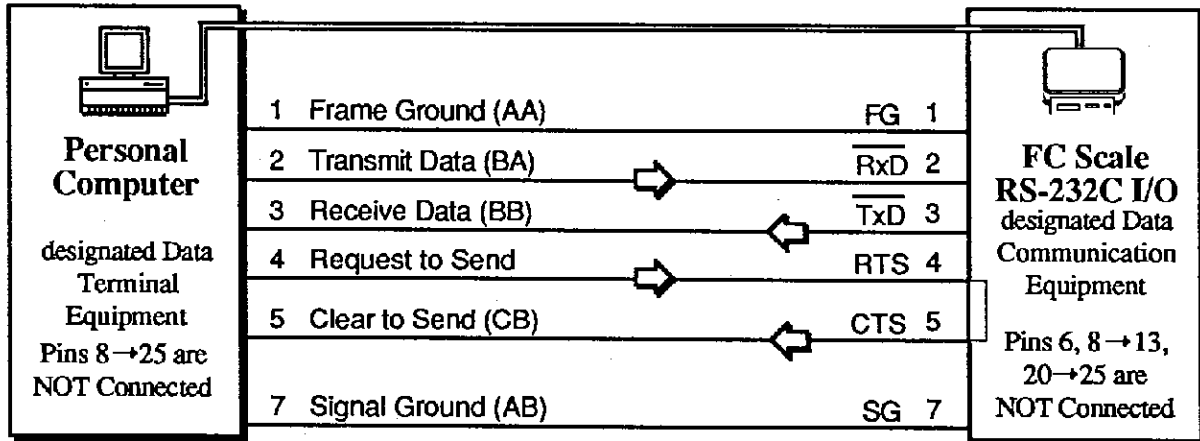 Personal
Computer
designated Data
Terminal
Equipment
Pins 8→25 are
NOT Connected
1 Frame Ground (AA) FG 1
2 Transmit Data (BA) R̅x̅D̅ 2
3 Receive Data (BB) T̅x̅D̅ 3
4 Request to Send RTS 4
5 Clear to Send (CB) CTS 5
7 Signal Ground (AB) SG 7
FC Scale
RS-232C I/O
designated Data
Communication
Equipment
Pins 6, 8→13,
20→25 are
NOT Connected